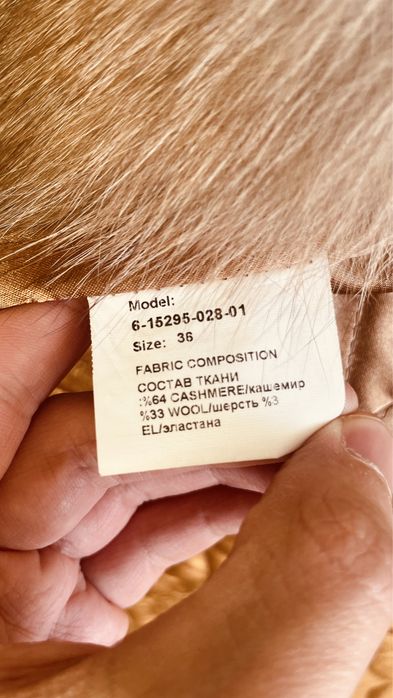 Model:
6-15295-028-01
Size: 36
FABRIC COMPOSITION
СОСТАВ ТКАНИ
:%64 CASHMERE/кашемир
%33 WOOL/шерсть %3
EL/эластана